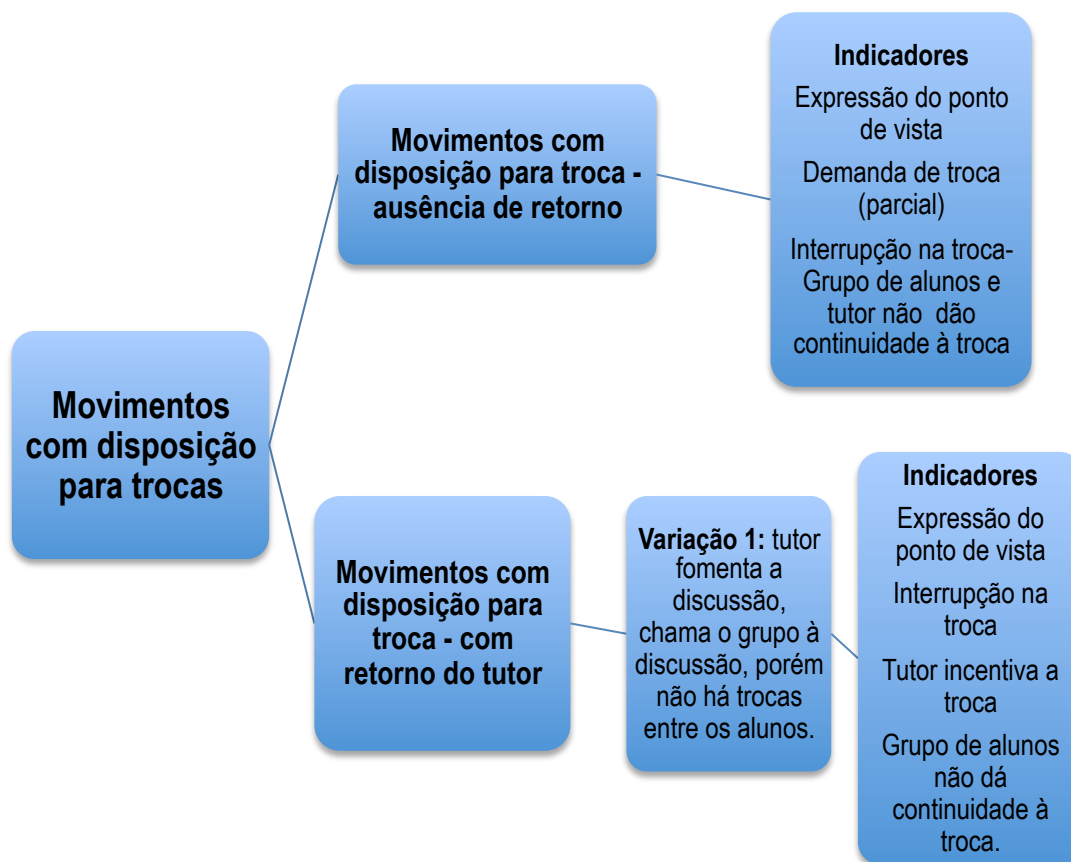 Movimentos
com disposição
para trocas
Movimentos com
disposição para troca -
ausência de retorno
Indicadores
Expressão do ponto
de vista
Demanda de troca
(parcial)
Interrupção na troca-
Grupo de alunos e
tutor não dão
continuidade à troca
Movimentos com
disposição para
troca - com
retorno do tutor
Variação 1: tutor
fomenta a
discussão,
chama o grupo à
discussão, porém
não há trocas
entre os alunos.
Indicadores
Expressão do
ponto de vista
Interrupção na
troca
Tutor incentiva a
troca
Grupo de alunos
não dá
continuidade à
troca.